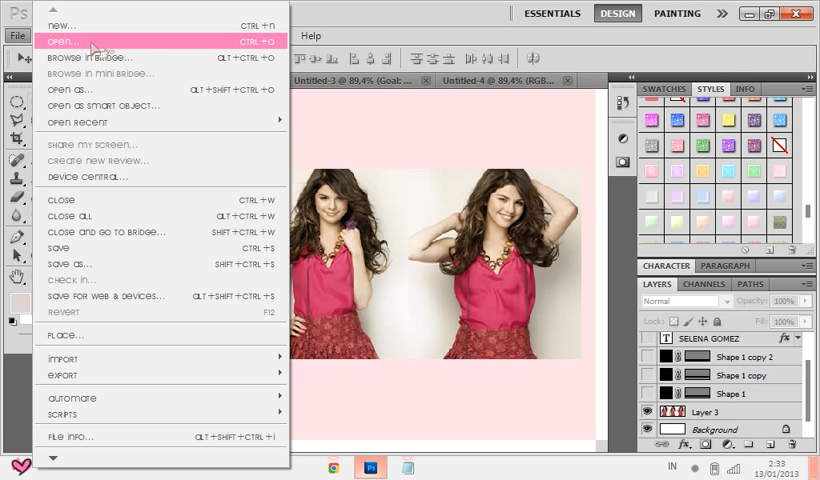 Ps
ESSENTIALS
DESIGN
>>
File
Help
new... CTRL+n
open... CTRL+O
BROWSE in BRIDGE... ALT+CTRL+O
BROWSE in mini BRIDGE...
open as... ALT+SHIFT+CTRL+O
open as smart object...
open Recent
share my screen...
create new review...
Device central...
close CTRL+W
close all ALT+CTRL+W
close and go to bridge... SHIFT+CTRL+W
save CTRL+S
save as... SHIFT+CTRL+S
check in...
save for web & devices... ALT+SHIFT+CTRL+S
REVERT F12
PLACE...
import
export
automate
SCRIPTS
File info... ALT+SHIFT+CTRL+I
Untitled-3 @ 89,4% (Goal: ...
Untitled-4 @ 89,4% (RGB...
SWATCHES
STYLES
INFO
CHARACTER
PARAGRAPH
LAYERS
CHANNELS
PATHS
Normal
Opacity: 100%
Lock:
Fill: 100%
T SELENA GOMEZ fx
Shape 1 copy 2
Shape 1 copy
Shape 1
Layer 3
Background
fx
Ps
IN
2:33
13/01/2013